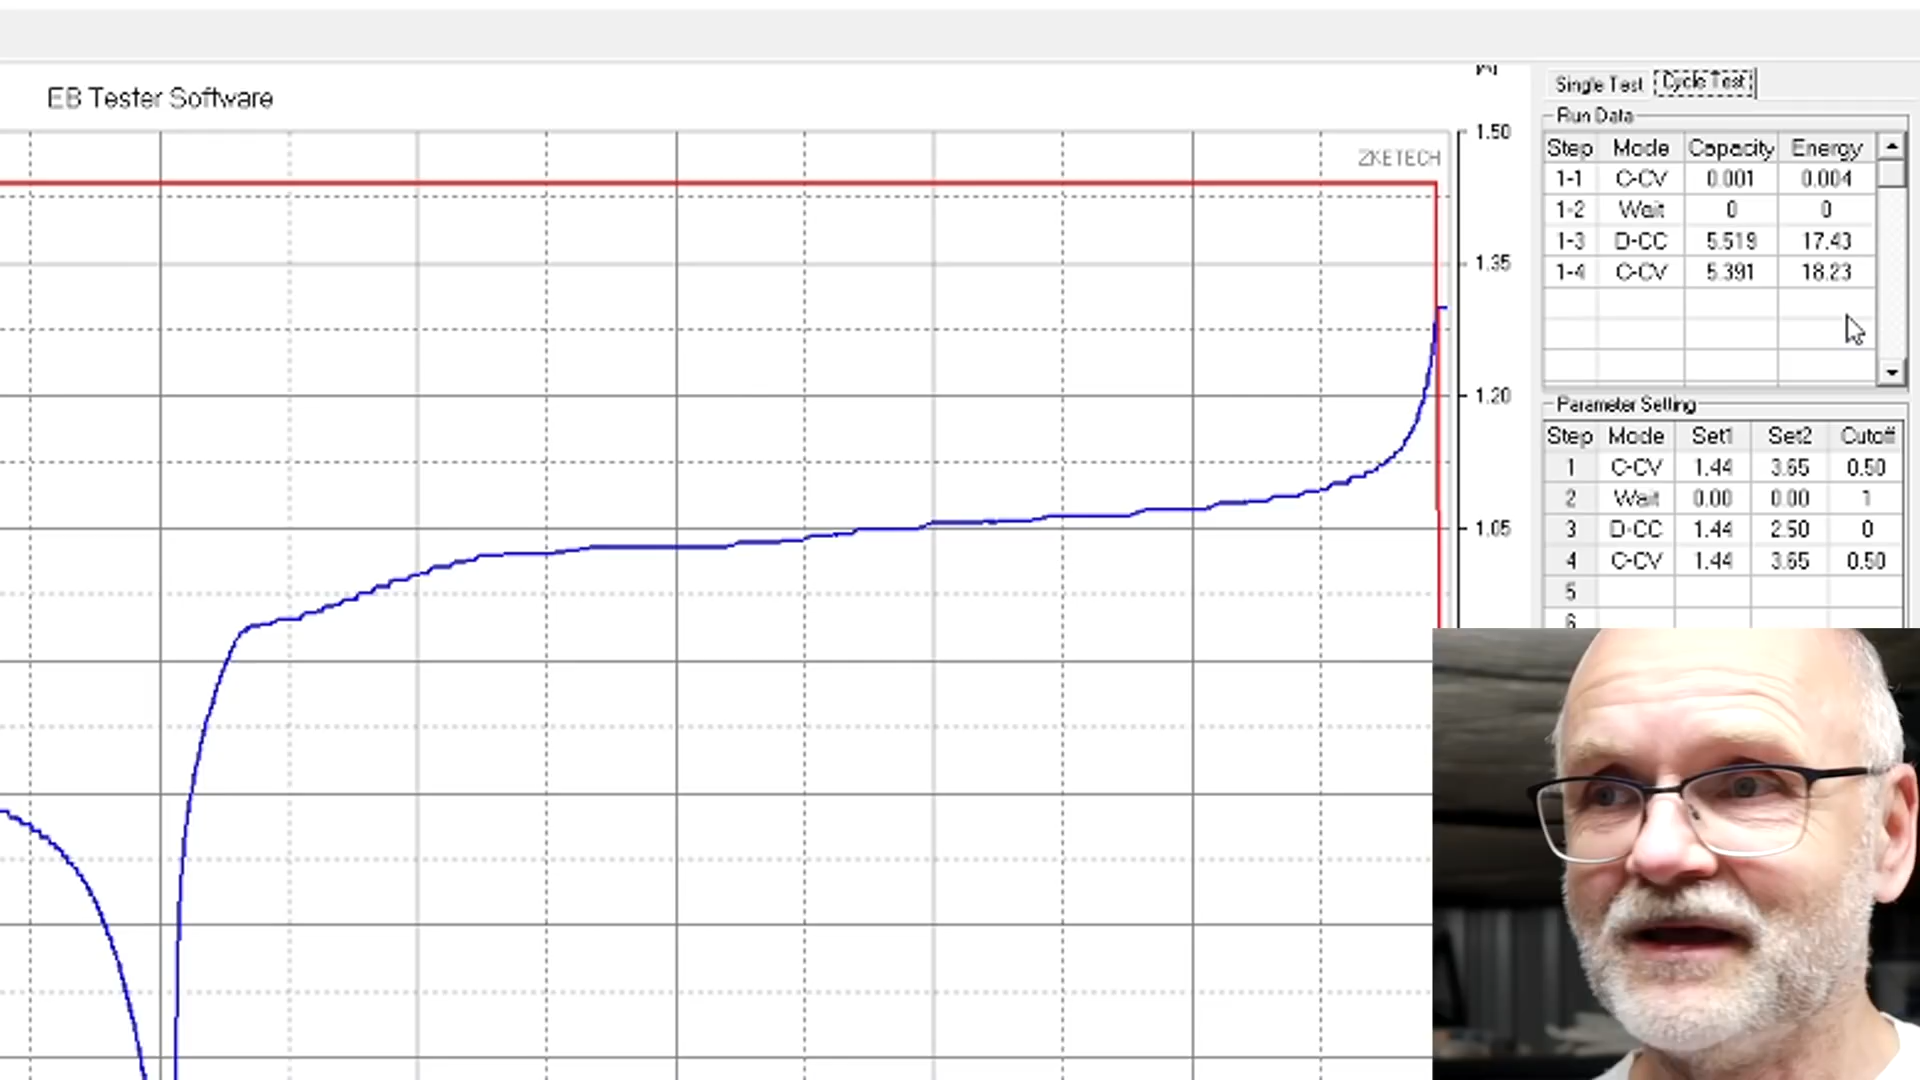 EB Tester Software
ZKETECH
[A]
1.50
1.35
1.20
1.05
Single Test Cycle Test
Run Data
Step Mode Capacity Energy
1-1 C-CV 0.001 0.004
1-2 Wait 0 0
1-3 D-CC 5.519 17.43
1-4 C-CV 5.391 18.23
Parameter Setting
Step Mode Set1 Set2 Cutoff
1 C-CV 1.44 3.65 0.50
2 Wait 0.00 0.00 1
3 D-CC 1.44 2.50 0
4 C-CV 1.44 3.65 0.50
5
6